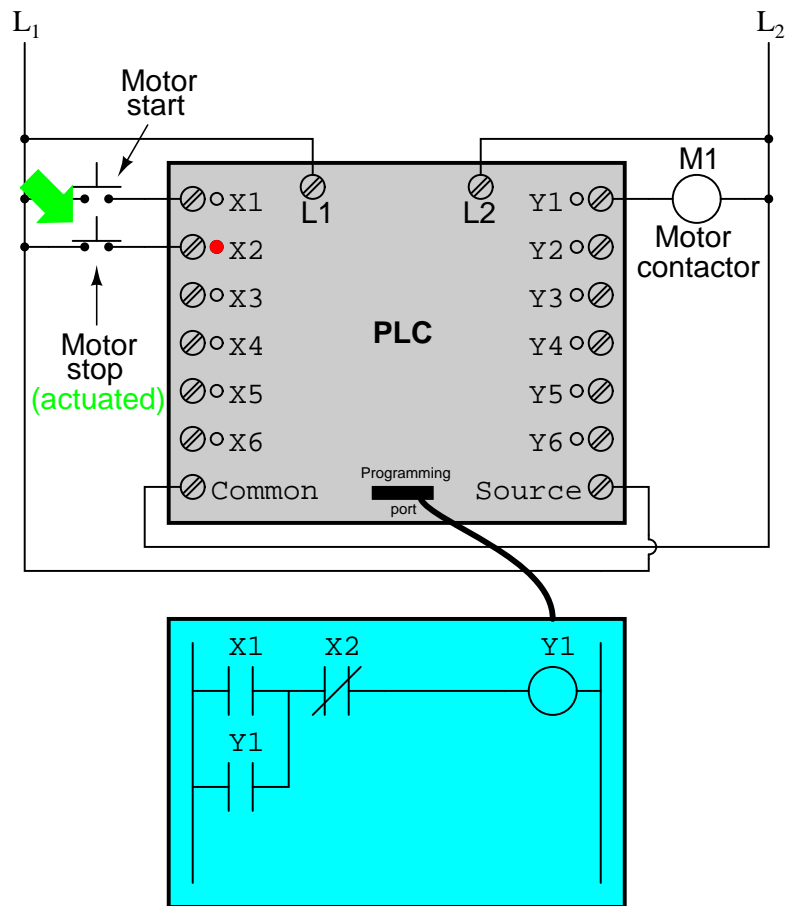 L1 L2
Motor
start
M1
X1 L1 L2 Y1
Motor
contactor
X2 Y2
X3 Y3
Motor
stop
(actuated)
PLC
X4 Y4
X5 Y5
X6 Y6
Common Programming
port Source
X1 X2 Y1
Y1